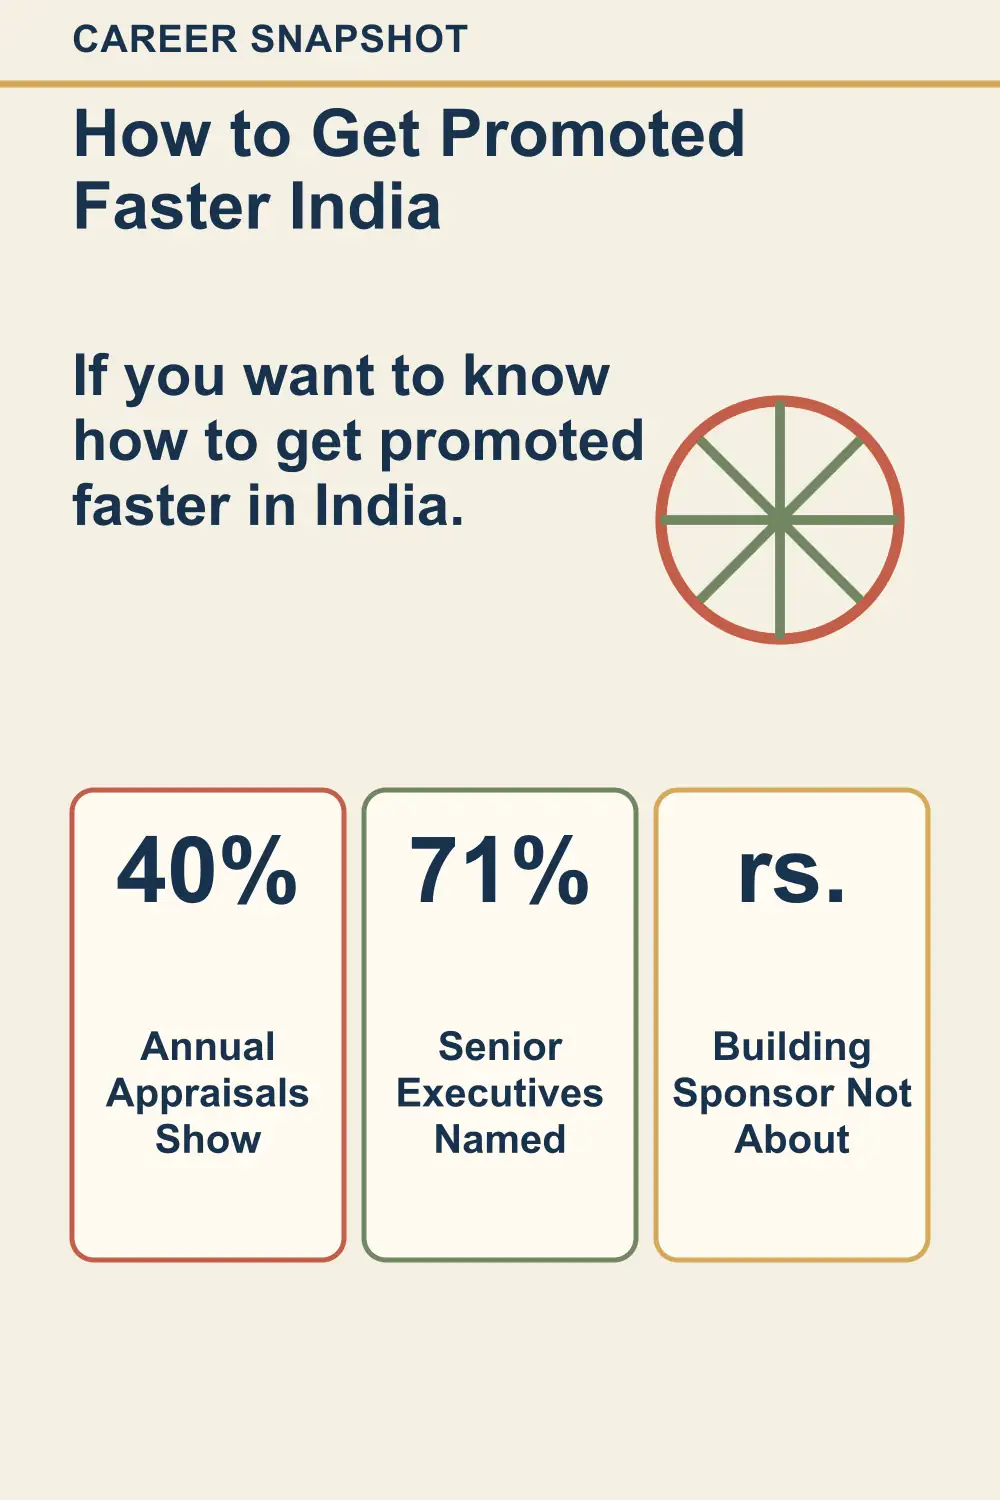 CAREER SNAPSHOT
How to Get Promoted
Faster India
If you want to know
how to get promoted
faster in India.
40%
Annual
Appraisals
Show
71%
Senior
Executives
Named
rs.
Building
Sponsor Not
About